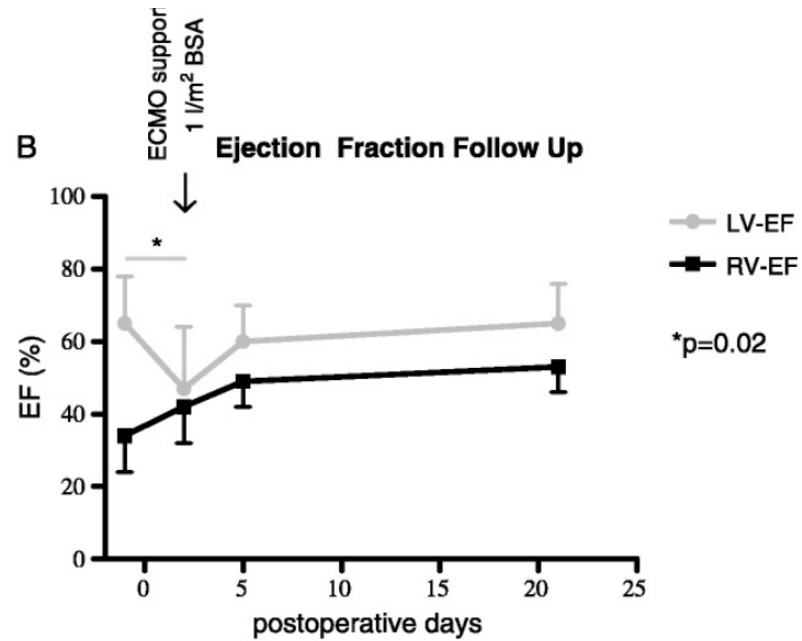 ECMO support
1 l/m² BSA
B
Ejection Fraction Follow Up
100
80
60
40
20
0
EF (%)
*
0
5
10
15
20
25
postoperative days
LV-EF
RV-EF
*p=0.02